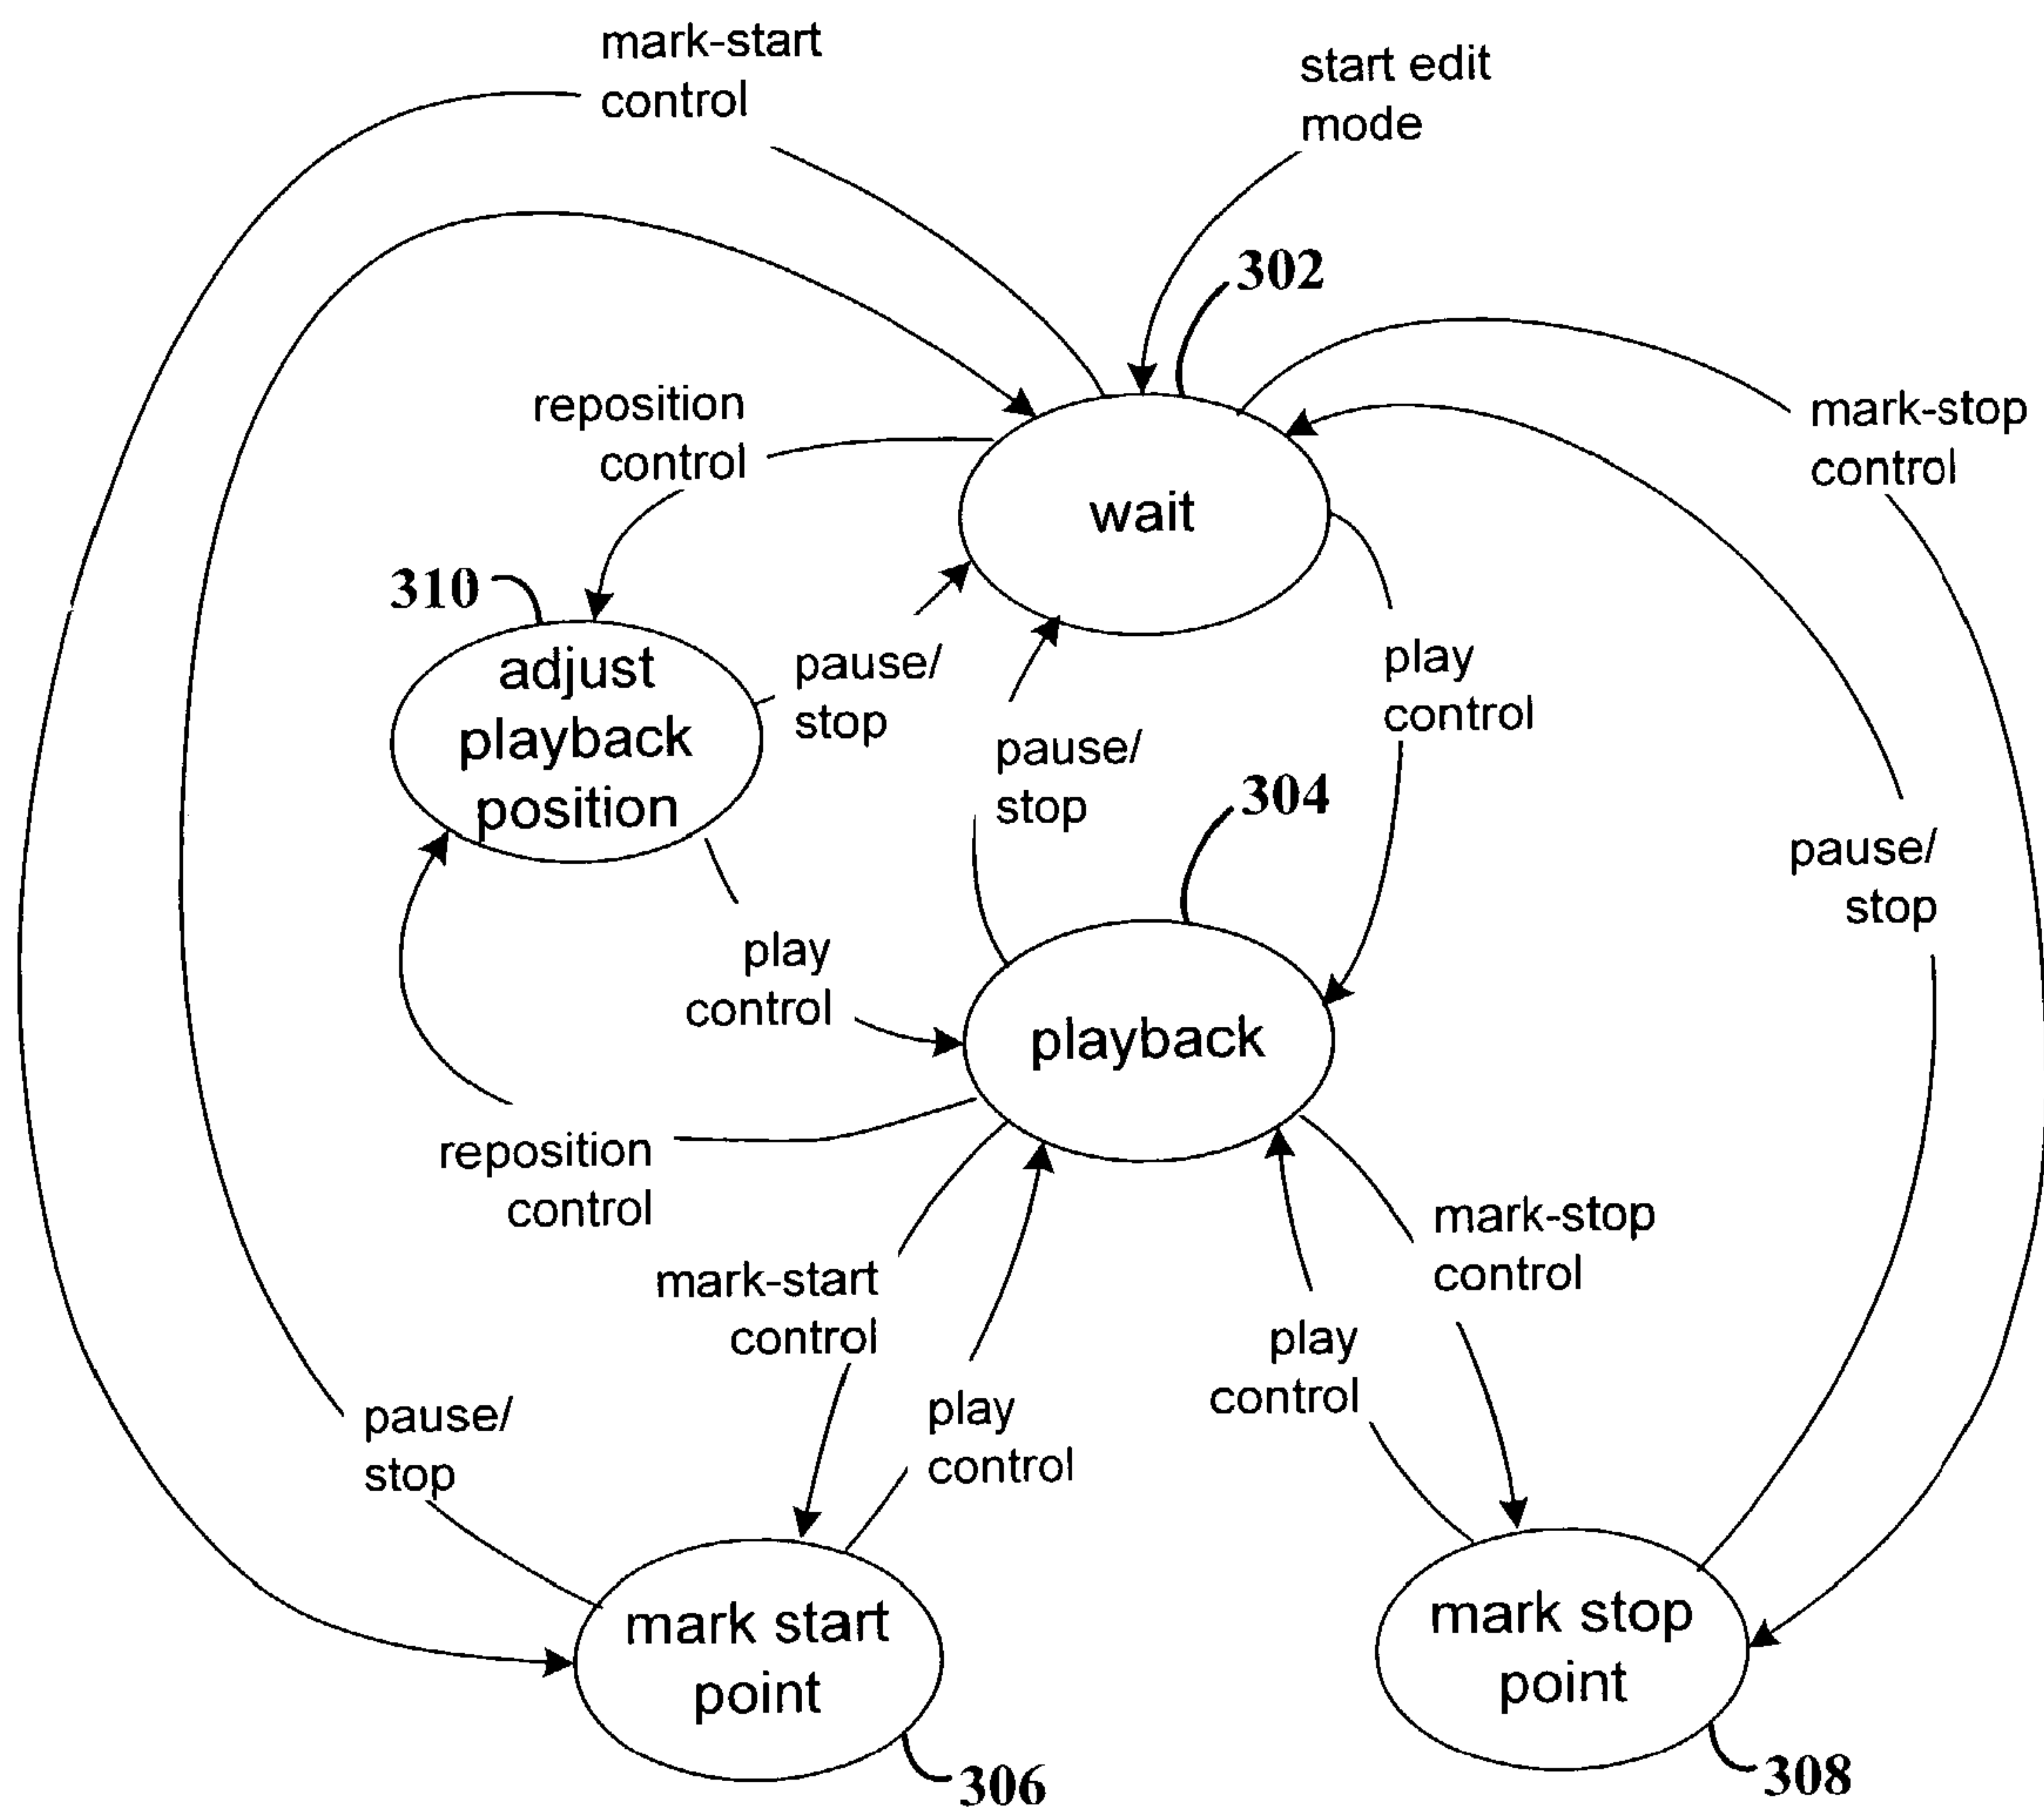 mark-start
control
start edit
mode
302
reposition
control
mark-stop
control
wait
310
adjust
playback
position
pause/
stop
play
control
pause/
stop
304
pause/
stop
play
control
playback
reposition
control
mark-stop
control
mark-start
control
play
control
play
control
pause/
stop
mark start
point
mark stop
point
306
308